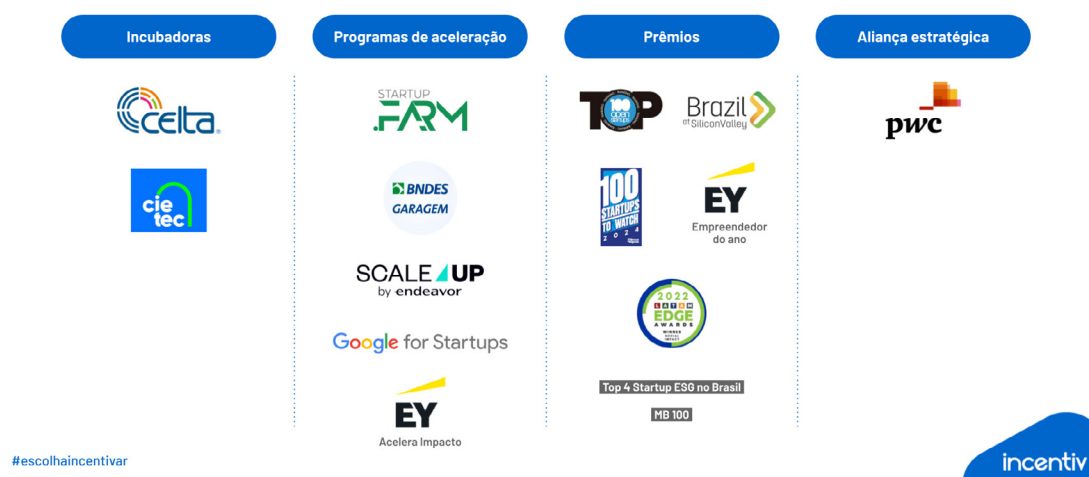 Incubadoras
Programas de aceleração
Prêmios
Aliança estratégica
celta
cie
tec
STARTUP
.FARM
BNDES
GARAGEM
SCALE UP
by endeavor
Google for Startups
EY
Acelera Impacto
TOP
100
open
startups
Brazil
at SiliconValley
100
STARTUPS
TO WATCH
2024
EY
Empreendedor
do ano
2022
LATAM
EDGE
AWARDS
WINNER
SOCIAL
IMPACT
Top 4 Startup ESG no Brasil
MB 100
pwc
#escolhaincentivar
incentiv